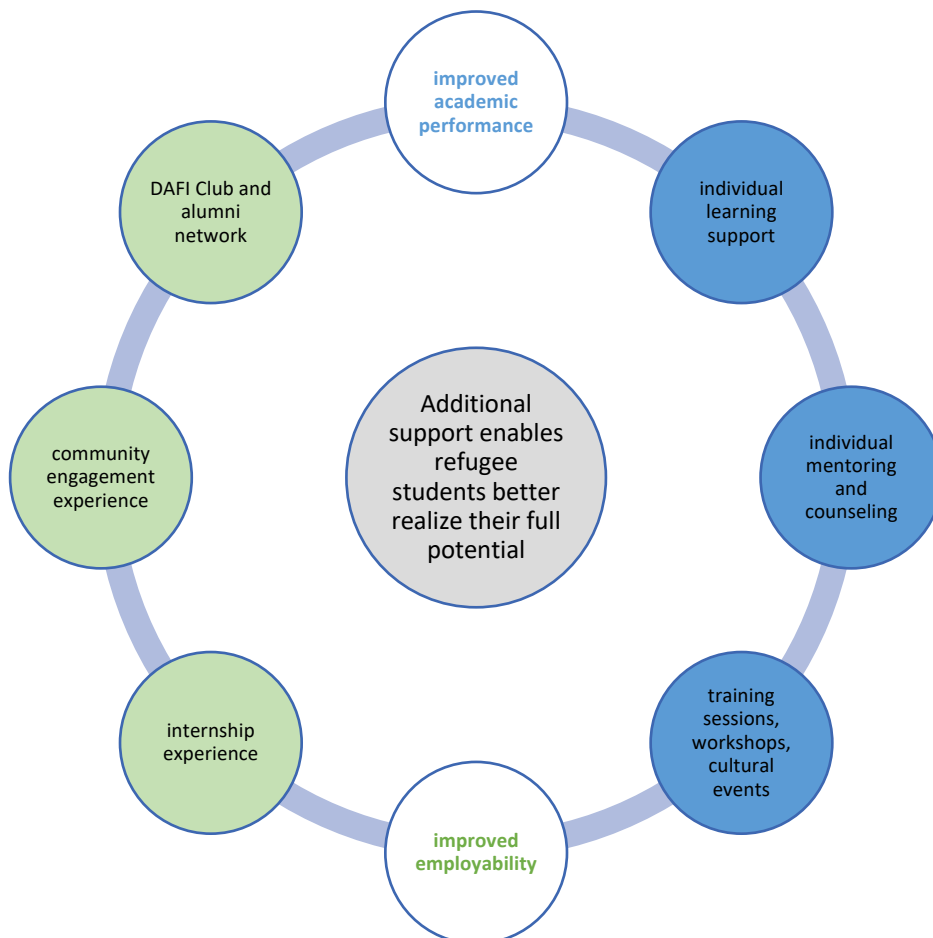 improved
academic
performance
individual
learning
support
individual
mentoring
and
counseling
training
sessions,
workshops,
cultural
events
improved
employability
internship
experience
community
engagement
experience
DAFI Club and
alumni
network
Additional
support enables
refugee
students better
realize their full
potential